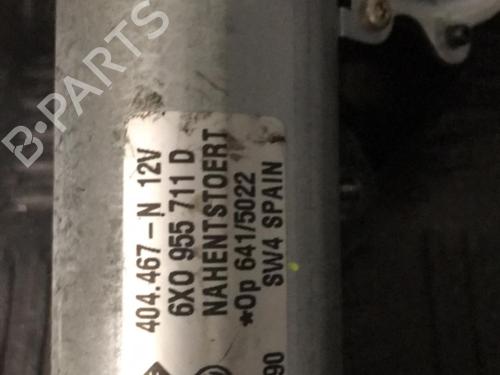 B-PARTS
404.467-N 12V
6X0 955 711 D
NAHENTSTOERT
*Op 641/5022
SW4 SPAIN
90